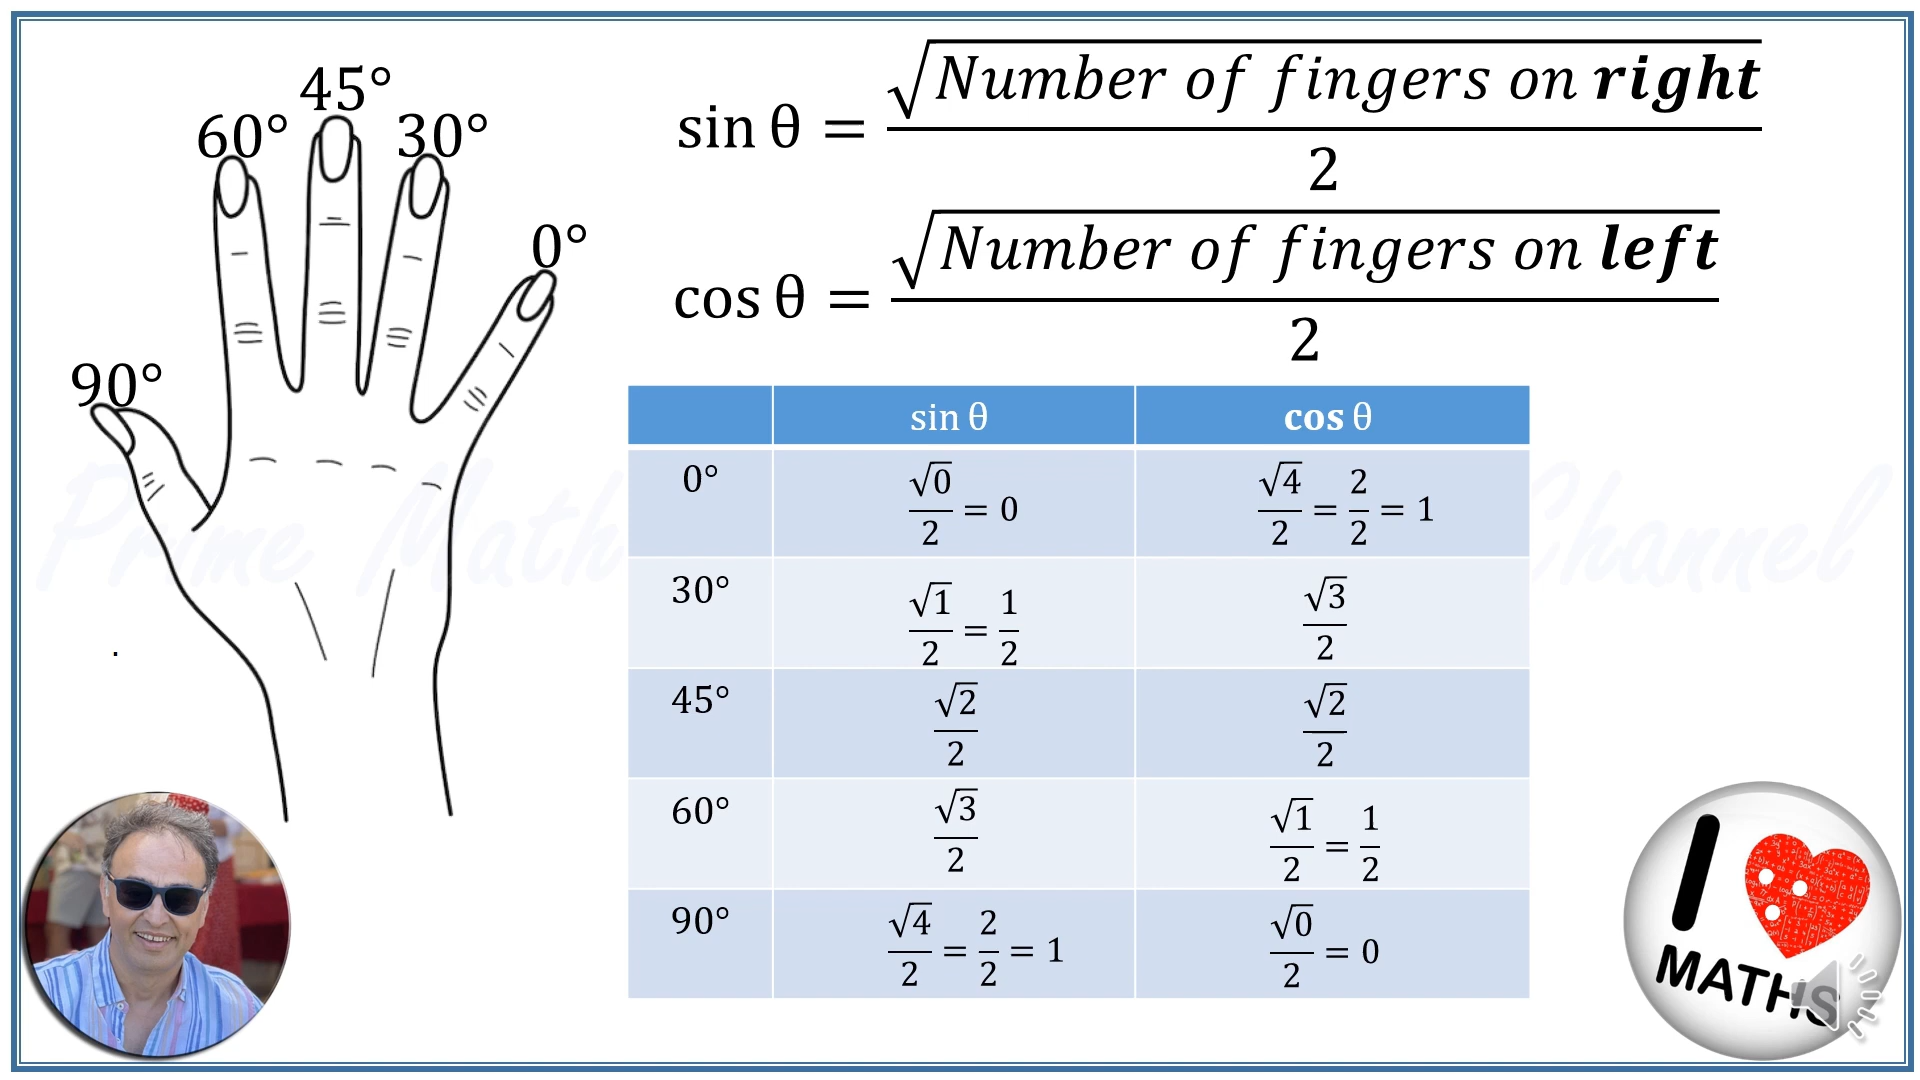 45°
60°
30°
0°
90°
sin θ = √(Number of fingers on right) / 2
cos θ = √(Number of fingers on left) / 2
sin θ cos θ
0° √0/2 = 0 √4/2 = 2/2 = 1
30° √1/2 = 1/2 √3/2
45° √2/2 √2/2
60° √3/2 √1/2 = 1/2
90° √4/2 = 2/2 = 1 √0/2 = 0
Prime Math Channel
I
MATHS